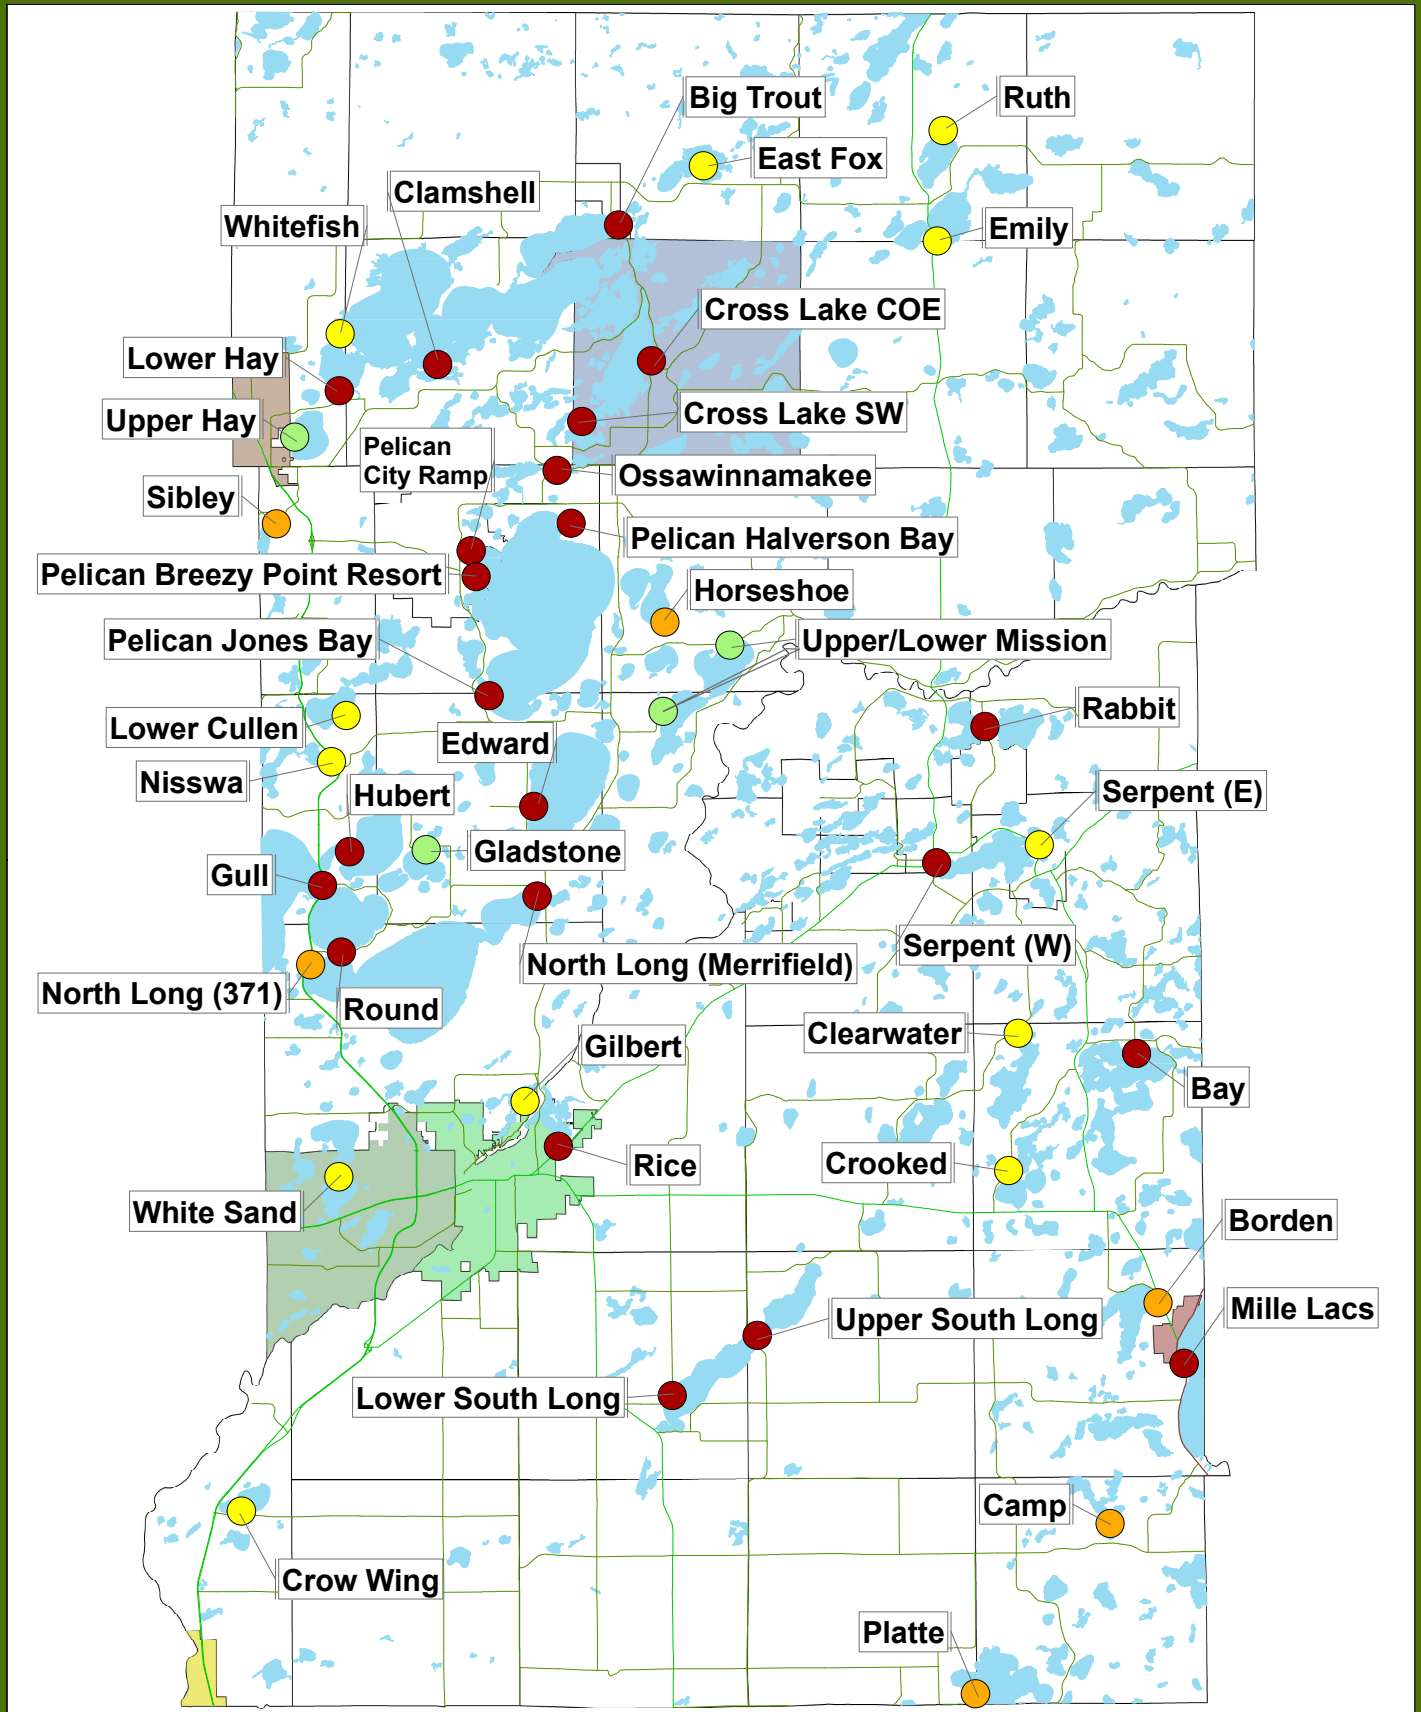 Big Trout
Ruth
East Fox
Clamshell
Whitefish
Emily
Cross Lake COE
Lower Hay
Upper Hay
Cross Lake SW
Pelican
City Ramp
Ossawinnamakee
Sibley
Pelican Halverson Bay
Pelican Breezy Point Resort
Horseshoe
Pelican Jones Bay
Upper/Lower Mission
Rabbit
Lower Cullen
Edward
Nisswa
Hubert
Serpent (E)
Gladstone
Gull
Serpent (W)
North Long (Merrifield)
North Long (371)
Round
Clearwater
Gilbert
Bay
Rice
Crooked
White Sand
Borden
Mille Lacs
Upper South Long
Lower South Long
Camp
Crow Wing
Platte